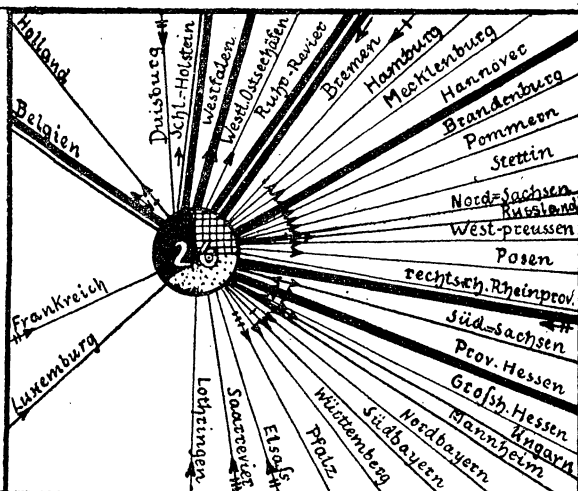 Holland
Belgien
Duisburg
Schl.-Holstein
Westfalen
Westl. Ostseehäfen
Ruhr-Revier
Bremen
Hamburg
Mecklenburg
Hannover
Brandenburg
Pommern
Stettin
Nord=Sachsen
Russland
West-preussen
Posen
rechtsrh. Rheinprov.
Süd=Sachsen
Prov. Hessen
Großh. Hessen
Ungarn
Mannheim
Nordbayern
Südbayern
Württemberg
Pfalz
Elsaß
Saarrevier
Lothringen
Luxemburg
Frankreich
26